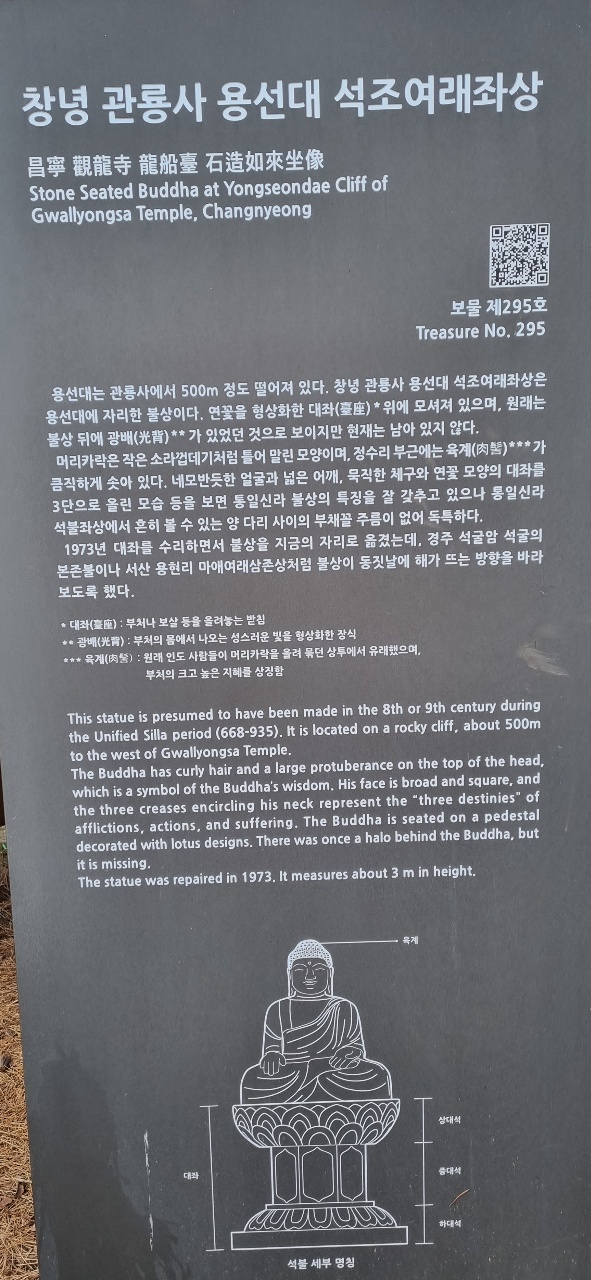 창녕 관룡사 용선대 석조여래좌상
昌寧 觀龍寺 龍船臺 石造如來坐像
Stone Seated Buddha at Yongseondae Cliff of
Gwallyongsa Temple, Changnyeong
보물 제295호
Treasure No. 295
용선대는 관룡사에서 500m 정도 떨어져 있다. 창녕 관룡사 용선대 석조여래좌상은
용선대에 자리한 불상이다. 연꽃을 형상화한 대좌(臺座)*위에 모셔져 있으며, 원래는
불상 뒤에 광배(光背)**가 있었던 것으로 보이지만 현재는 남아 있지 않다.
머리카락은 작은 소라껍데기처럼 틀어 말린 모양이며, 정수리 부근에는 육계(肉髻)***가
큼직하게 솟아 있다. 네모반듯한 얼굴과 넓은 어깨, 묵직한 체구와 연꽃 모양의 대좌를
3단으로 올린 모습 등을 보면 통일신라 불상의 특징을 잘 갖추고 있으나 통일신라
석불좌상에서 흔히 볼 수 있는 양 다리 사이의 부채꼴 주름이 없어 독특하다.
1973년 대좌를 수리하면서 불상을 지금의 자리로 옮겼는데, 경주 석굴암 석굴의
본존불이나 서산 용현리 마애여래삼존상처럼 불상이 동짓날에 해가 뜨는 방향을 바라
보도록 했다.
* 대좌(臺座) : 부처나 보살 등을 올려놓는 받침
** 광배(光背) : 부처의 몸에서 나오는 성스러운 빛을 형상화한 장식
*** 육계(肉髻) : 원래 인도 사람들이 머리카락을 올려 묶던 상투에서 유래했으며,
부처의 크고 높은 지혜를 상징함
This statue is presumed to have been made in the 8th or 9th century during
the Unified Silla period (668-935). It is located on a rocky cliff, about 500m
to the west of Gwallyongsa Temple.
The Buddha has curly hair and a large protuberance on the top of the head,
which is a symbol of the Buddha's wisdom. His face is broad and square, and
the three creases encircling his neck represent the "three destinies" of
afflictions, actions, and suffering. The Buddha is seated on a pedestal
decorated with lotus designs. There was once a halo behind the Buddha, but
it is missing.
The statue was repaired in 1973. It measures about 3 m in height.
육계
상대석
대좌
중대석
하대석
석불 세부 명칭